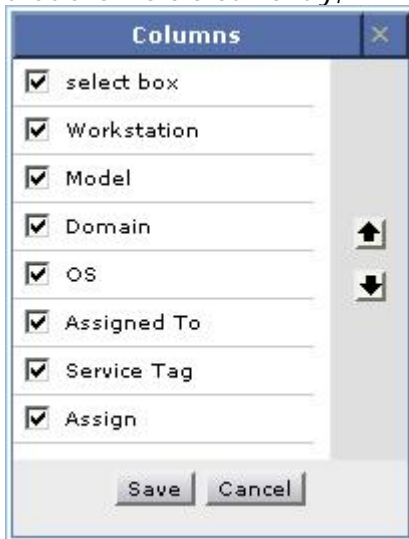 Columns
select box
Workstation
Model
Domain
OS
Assigned To
Service Tag
Assign
Save Cancel